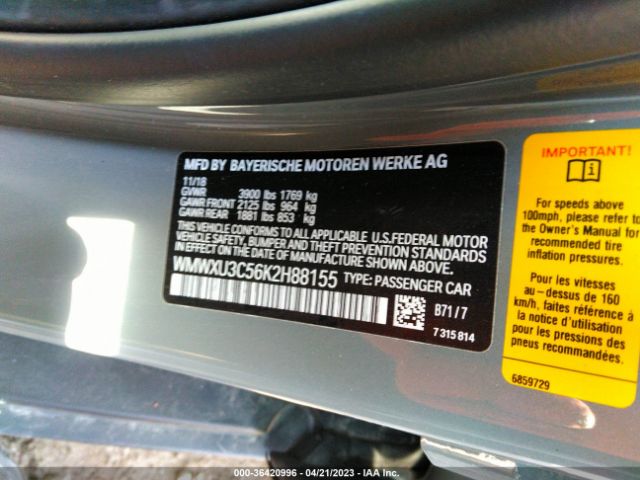 MFD BY BAYERISCHE MOTOREN WERKE AG
11/18
GVWR 3900 lbs 1769 kg
GAWR FRONT 2125 lbs 964 kg
GAWR REAR 1881 lbs 853 kg
THIS VEHICLE CONFORMS TO ALL APPLICABLE U.S.FEDERAL MOTOR
VEHICLE SAFETY, BUMPER, AND THEFT PREVENTION STANDARDS
IN EFFECT ON THE DATE OF MANUFACTURE SHOWN ABOVE.
WMWXU3C56K2H88155 TYPE: PASSENGER CAR
B71/7
7 315 814
IMPORTANT!
For speeds above
100mph, please refer to
the Owner's Manual for
recommended tire
inflation pressures.
Pour des vitesses
au-dessus de 160
km/h, faites référence à
la notice d'utilisation
pour les pressions des
pneus recommandées.
6859729
000-36420996 - 04/21/2023 - IAA Inc.